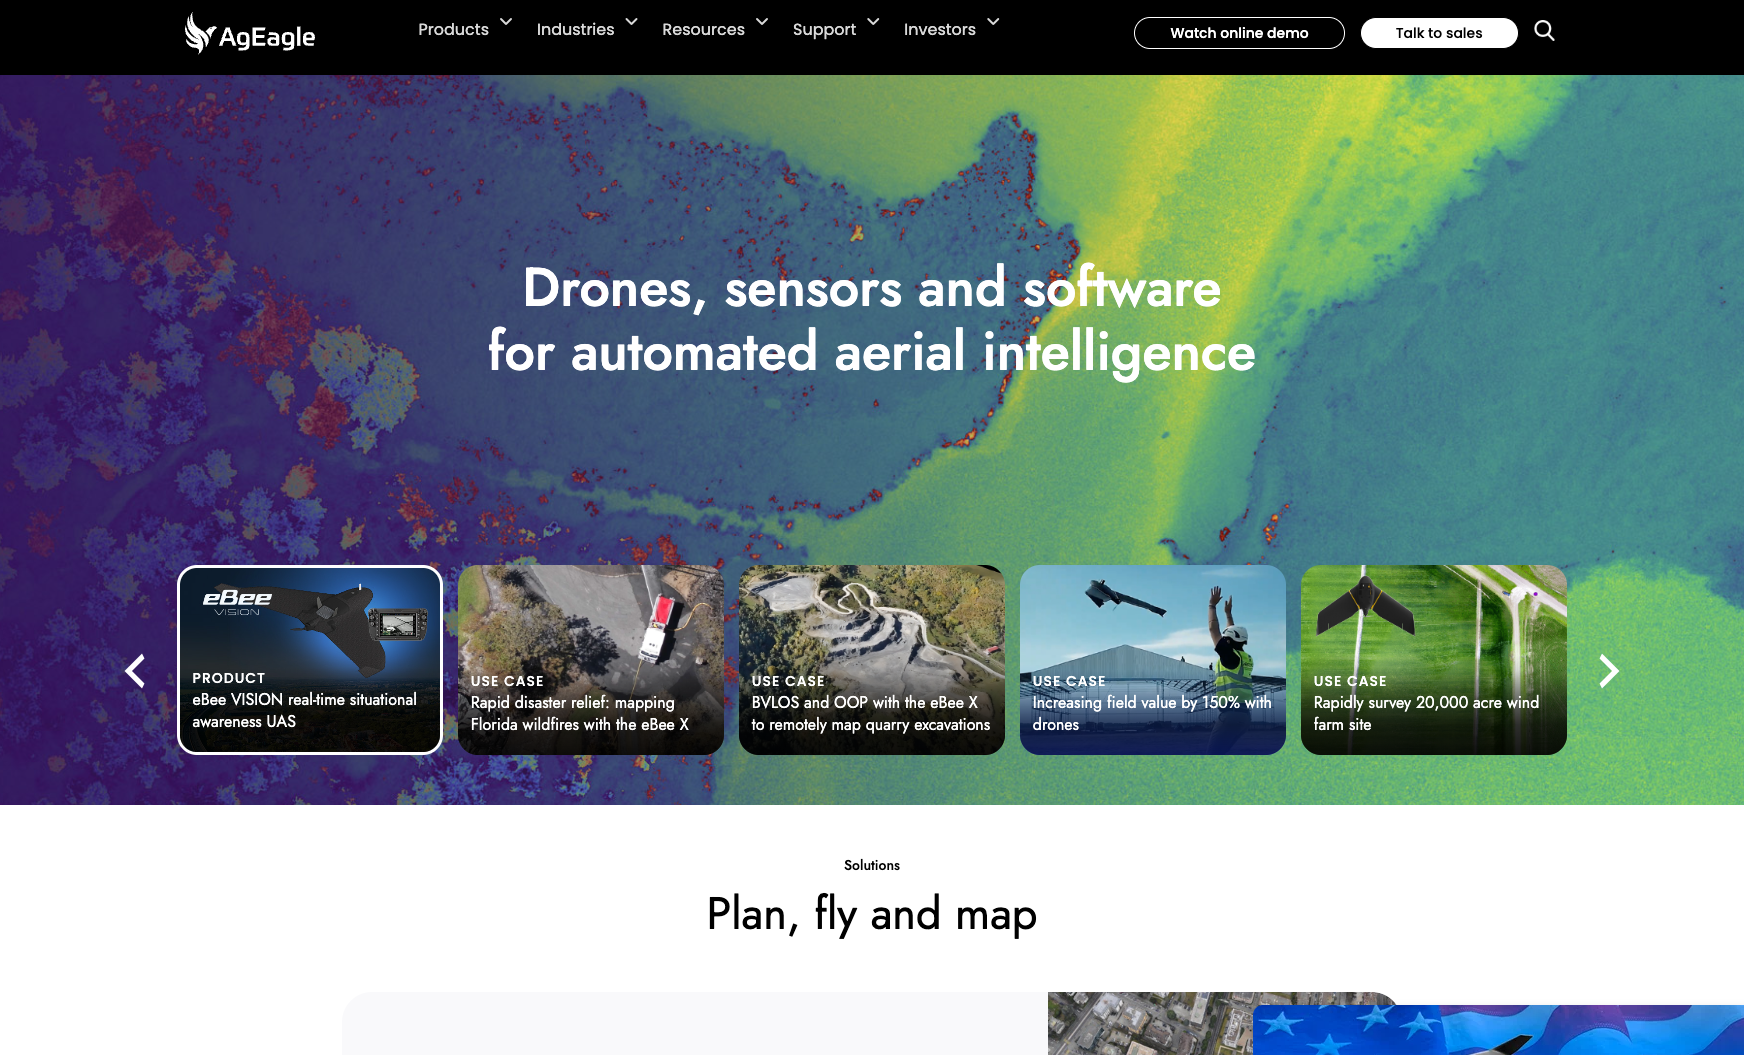 AgEagle
Products
Industries
Resources
Support
Investors
Watch online demo
Talk to sales
Drones, sensors and software
for automated aerial intelligence
eBee
VISION
PRODUCT
eBee VISION real-time situational
awareness UAS
USE CASE
Rapid disaster relief: mapping
Florida wildfires with the eBee X
USE CASE
BVLOS and OOP with the eBee X
to remotely map quarry excavations
USE CASE
Increasing field value by 150% with
drones
USE CASE
Rapidly survey 20,000 acre wind
farm site
Solutions
Plan, fly and map